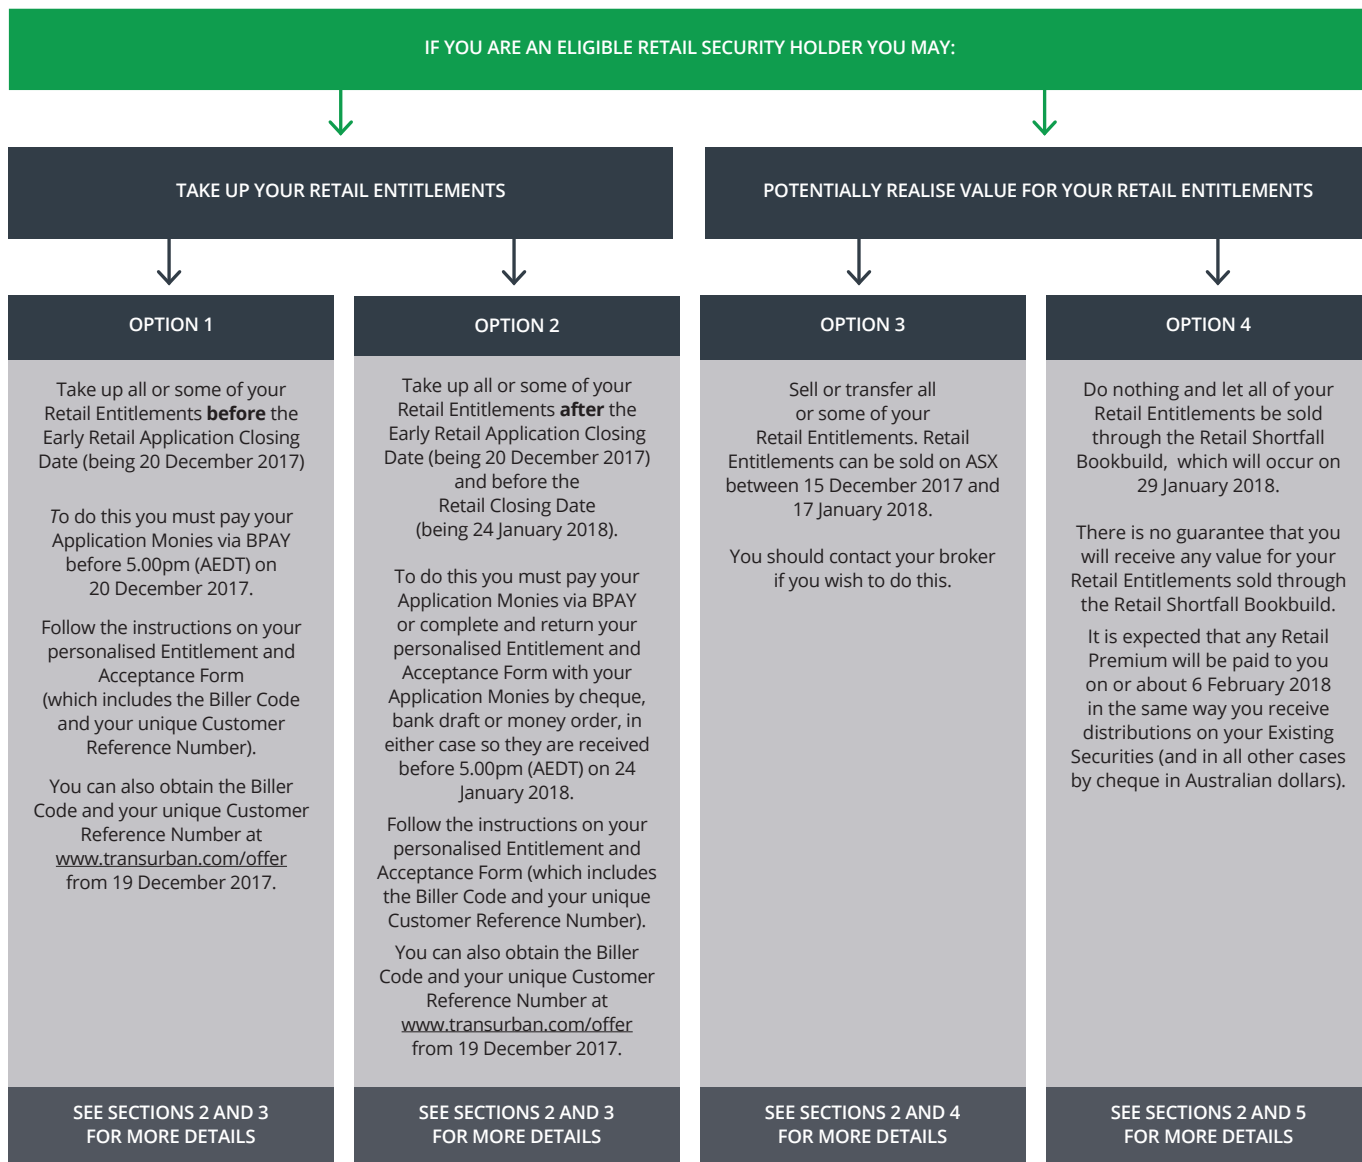 IF YOU ARE AN ELIGIBLE RETAIL SECURITY HOLDER YOU MAY:
TAKE UP YOUR RETAIL ENTITLEMENTS
POTENTIALLY REALISE VALUE FOR YOUR RETAIL ENTITLEMENTS
OPTION 1
Take up all or some of your
Retail Entitlements before the
Early Retail Application Closing
Date (being 20 December 2017)
To do this you must pay your
Application Monies via BPAY
before 5.00pm (AEDT) on
20 December 2017.
Follow the instructions on your
personalised Entitlement and
Acceptance Form
(which includes the Biller Code
and your unique Customer
Reference Number).
You can also obtain the Biller
Code and your unique Customer
Reference Number at
www.transurban.com/offer
from 19 December 2017.
SEE SECTIONS 2 AND 3
FOR MORE DETAILS
OPTION 2
Take up all or some of your
Retail Entitlements after the
Early Retail Application Closing
Date (being 20 December 2017)
and before the
Retail Closing Date
(being 24 January 2018).
To do this you must pay your
Application Monies via BPAY
or complete and return your
personalised Entitlement and
Acceptance Form with your
Application Monies by cheque,
bank draft or money order, in
either case so they are received
before 5.00pm (AEDT) on 24
January 2018.
Follow the instructions on your
personalised Entitlement and
Acceptance Form (which includes
the Biller Code and your unique
Customer Reference Number).
You can also obtain the Biller
Code and your unique Customer
Reference Number at
www.transurban.com/offer
from 19 December 2017.
SEE SECTIONS 2 AND 3
FOR MORE DETAILS
OPTION 3
Sell or transfer all
or some of your
Retail Entitlements. Retail
Entitlements can be sold on ASX
between 15 December 2017 and
17 January 2018.
You should contact your broker
if you wish to do this.
SEE SECTIONS 2 AND 4
FOR MORE DETAILS
OPTION 4
Do nothing and let all of your
Retail Entitlements be sold
through the Retail Shortfall
Bookbuild, which will occur on
29 January 2018.
There is no guarantee that you
will receive any value for your
Retail Entitlements sold through
the Retail Shortfall Bookbuild.
It is expected that any Retail
Premium will be paid to you
on or about 6 February 2018
in the same way you receive
distributions on your Existing
Securities (and in all other cases
by cheque in Australian dollars).
SEE SECTIONS 2 AND 5
FOR MORE DETAILS